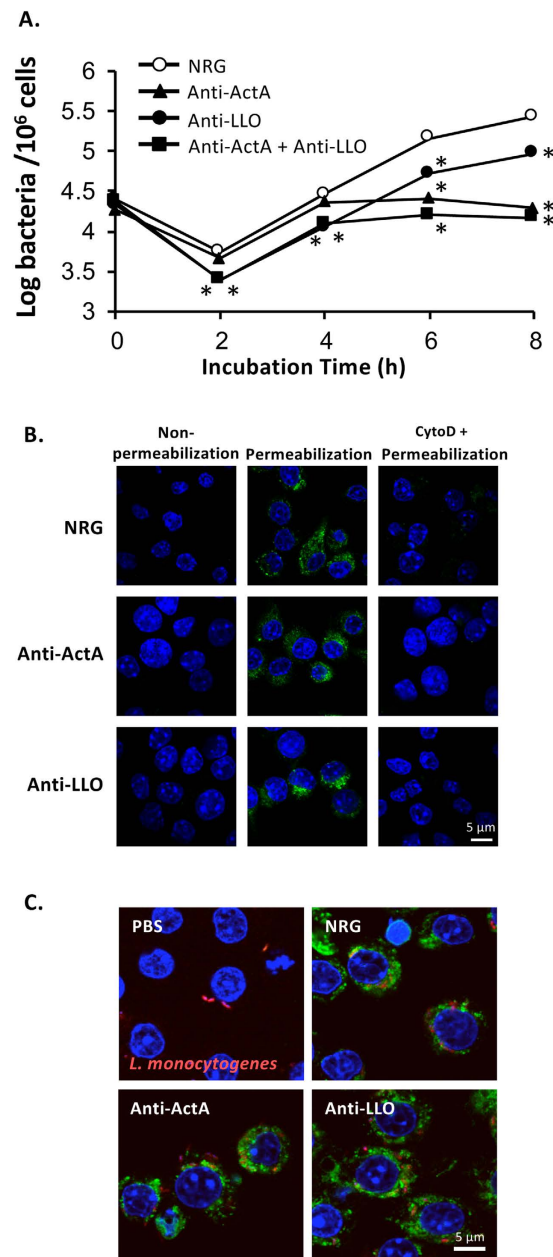 A.
Log bacteria /10⁶ cells
6
5.5
5
4.5
4
3.5
3
NRG
Anti-ActA
Anti-LLO
Anti-ActA + Anti-LLO
*
*
*
*
*
*
*
*
*
*
0 2 4 6 8
Incubation Time (h)
B.
Non-
permeabilization
Permeabilization
CytoD +
Permeabilization
NRG
Anti-ActA
Anti-LLO
5 μm
C.
PBS
L. monocytogenes
NRG
Anti-ActA
Anti-LLO
5 μm